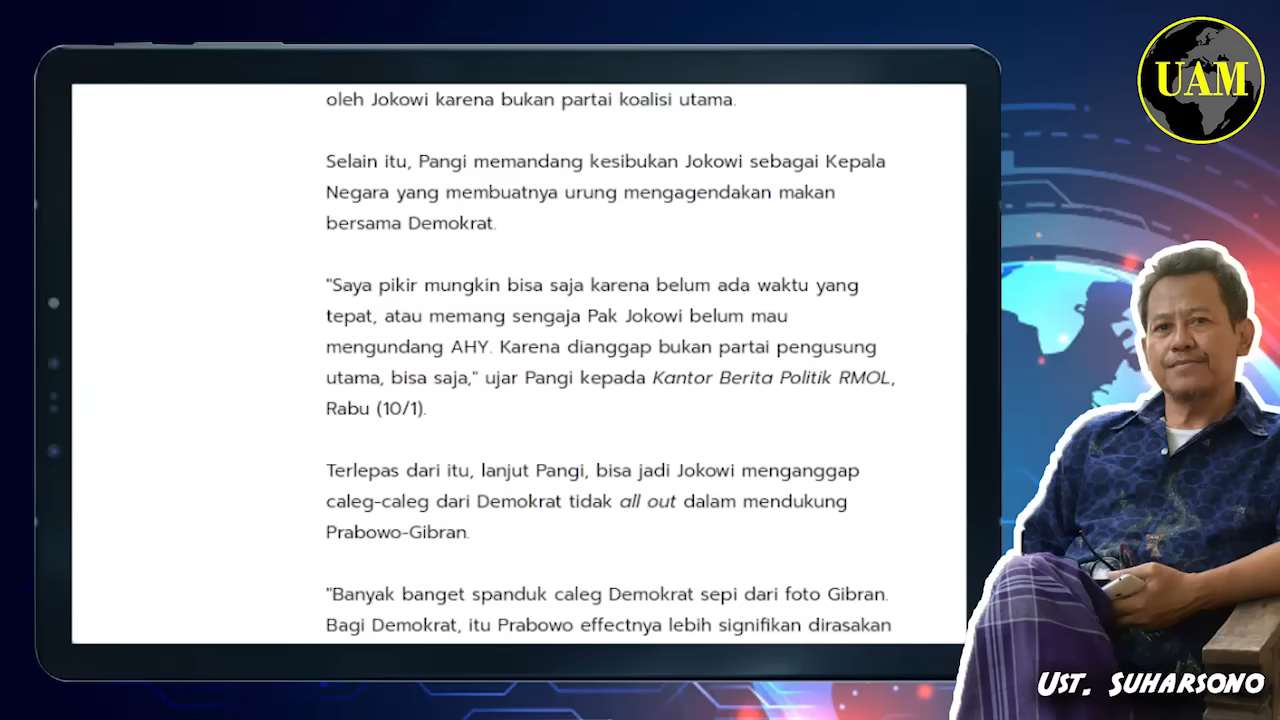 oleh Jokowi karena bukan partai koalisi utama.
Selain itu, Pangi memandang kesibukan Jokowi sebagai Kepala
Negara yang membuatnya urung mengagendakan makan
bersama Demokrat.
"Saya pikir mungkin bisa saja karena belum ada waktu yang
tepat, atau memang sengaja Pak Jokowi belum mau
mengundang AHY. Karena dianggap bukan partai pengusung
utama, bisa saja," ujar Pangi kepada Kantor Berita Politik RMOL,
Rabu (10/1).
Terlepas dari itu, lanjut Pangi, bisa jadi Jokowi menganggap
caleg-caleg dari Demokrat tidak all out dalam mendukung
Prabowo-Gibran.
"Banyak banget spanduk caleg Demokrat sepi dari foto Gibran.
Bagi Demokrat, itu Prabowo effectnya lebih signifikan dirasakan
UAM
UST. SUHARSONO